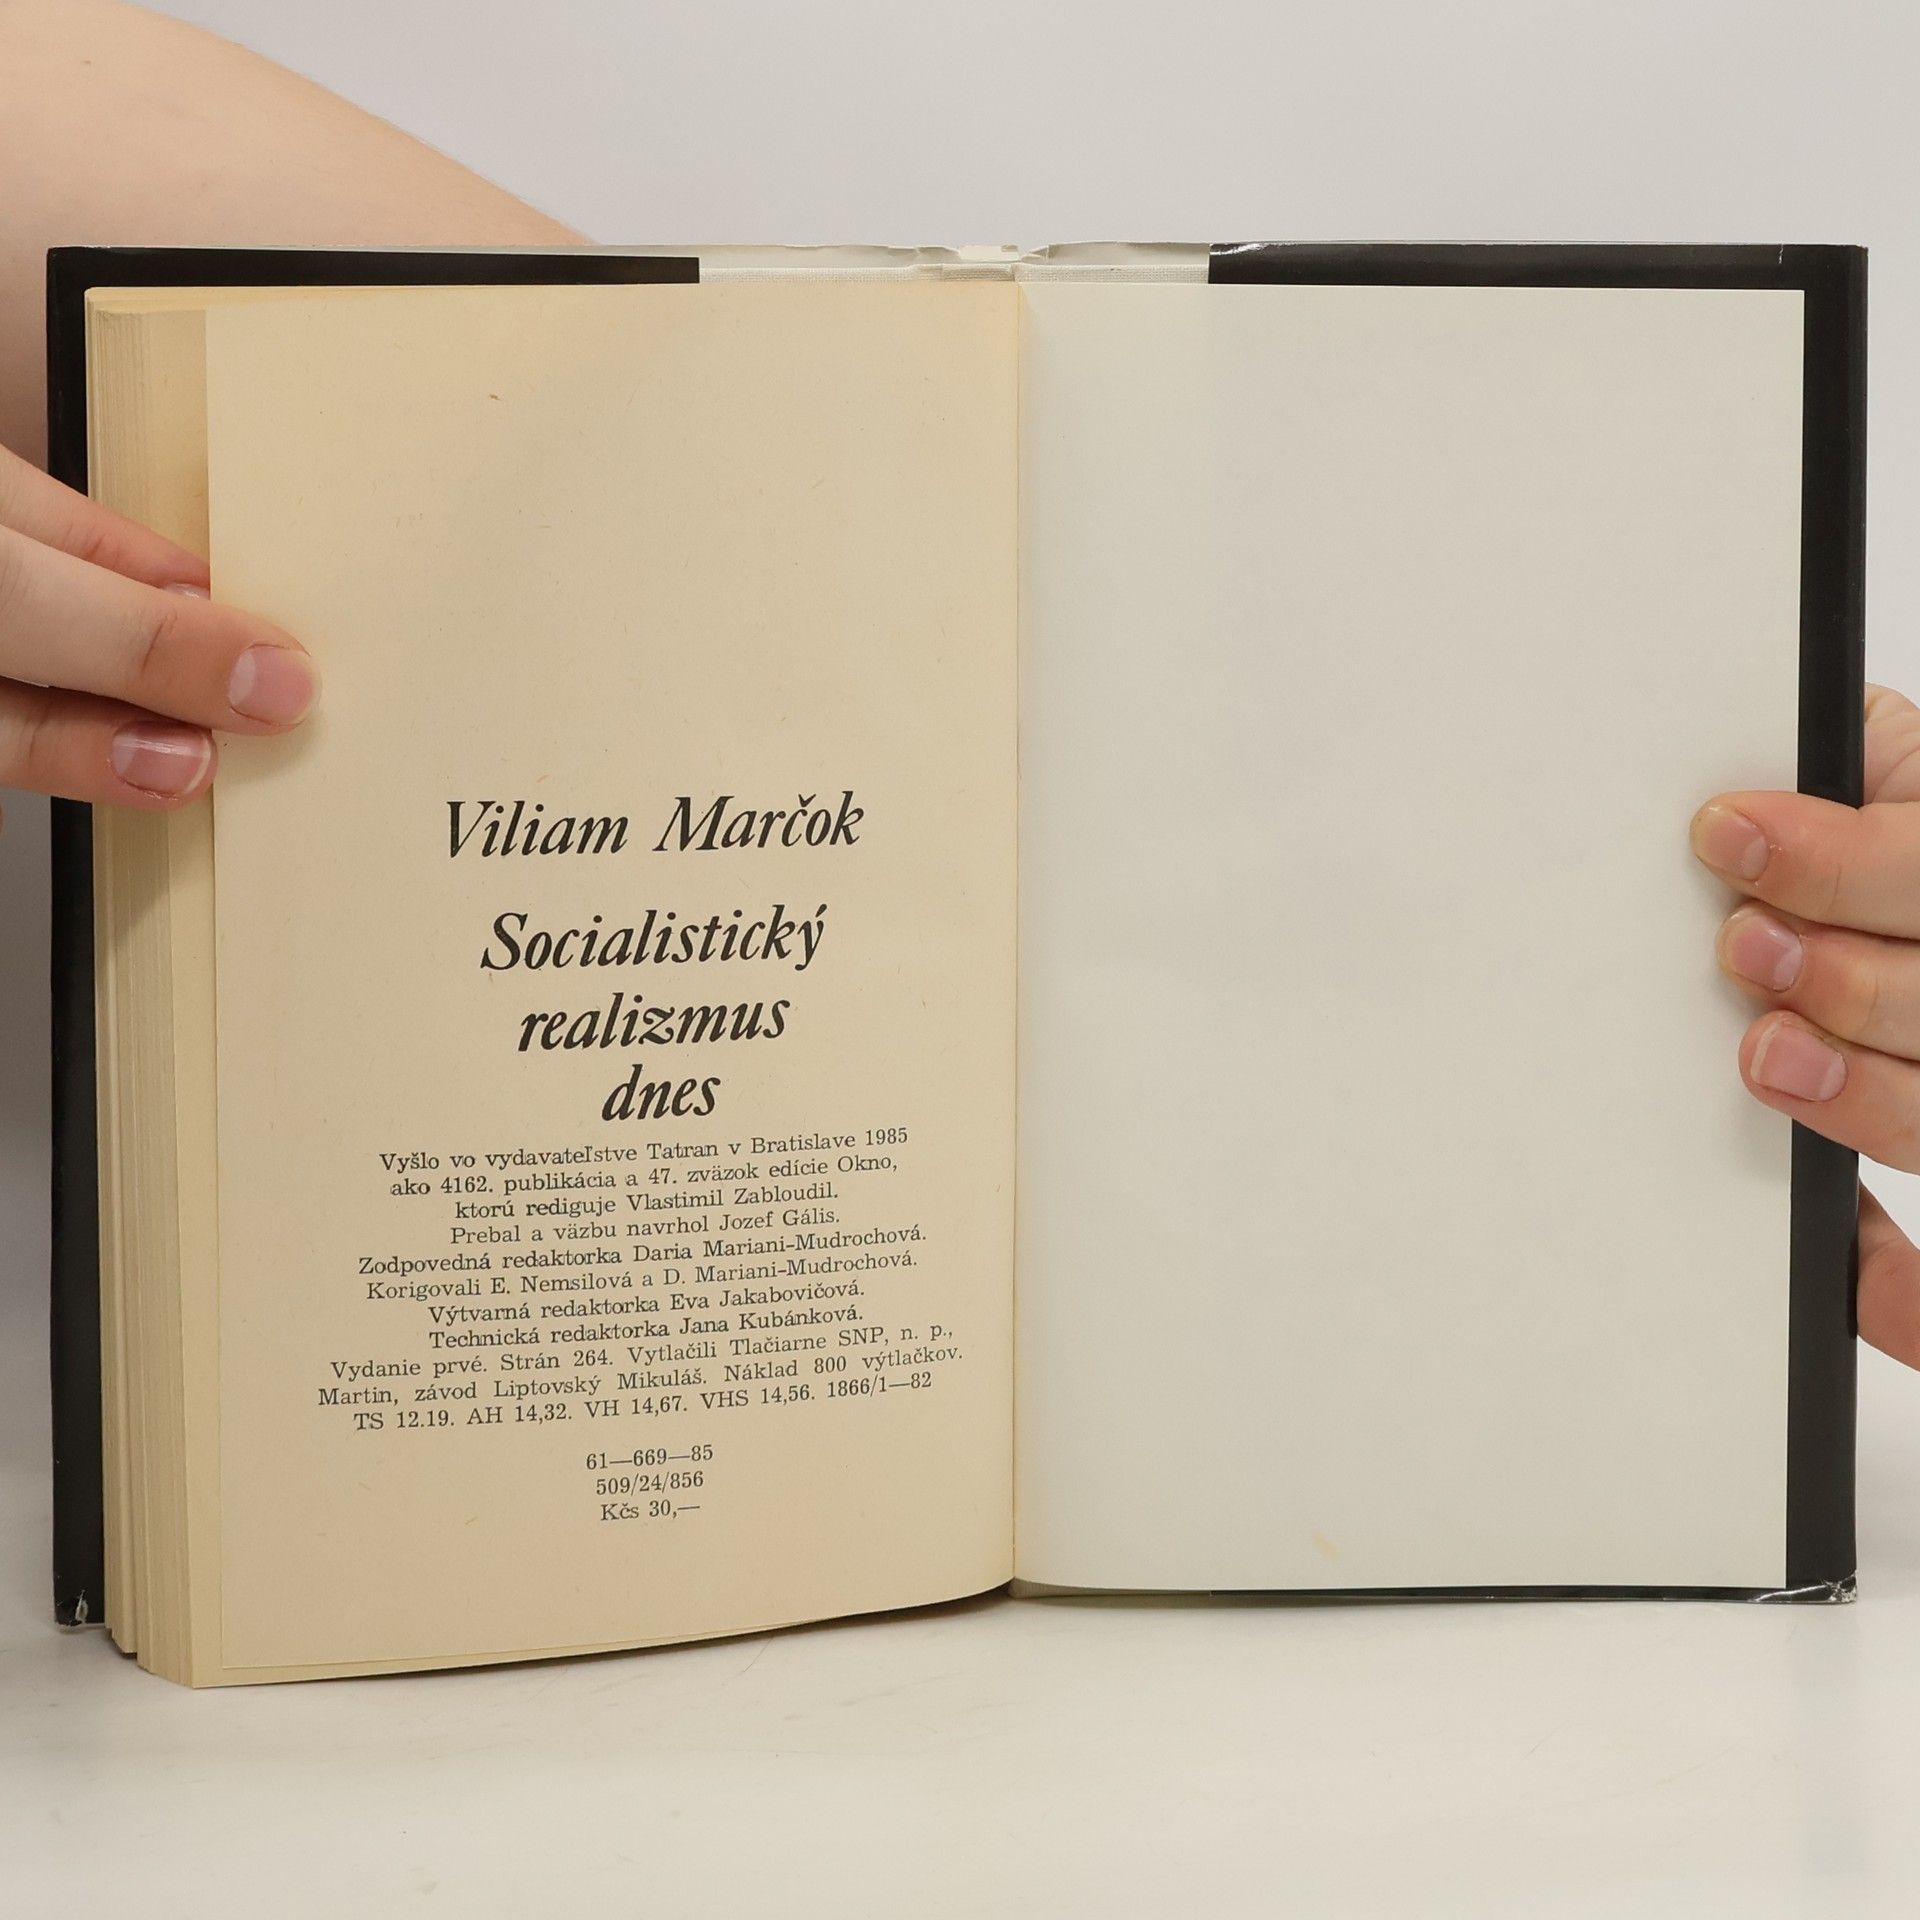 Viliam Marčok
Socialistický
realizmus
dnes
Vyšlo vo vydavateľstve Tatran v Bratislave 1985
ako 4162. publikácia a 47. zväzok edície Okno,
ktorú rediguje Vlastimil Zabloudil.
Prebal a väzbu navrhol Jozef Gális.
Zodpovedná redaktorka Daria Mariani-Mudrochová.
Korigovali E. Nemsilová a D. Mariani-Mudrochová.
Výtvarná redaktorka Eva Jakabovičová.
Technická redaktorka Jana Kubánková.
Vydanie prvé. Strán 264. Vytlačili Tlačiarne SNP, n. p.,
Martin, závod Liptovský Mikuláš. Náklad 800 výtlačkov.
TS 12.19. AH 14,32. VH 14,67. VHS 14,56. 1866/1—82
61—669—85
509/24/856
Kčs 30,—